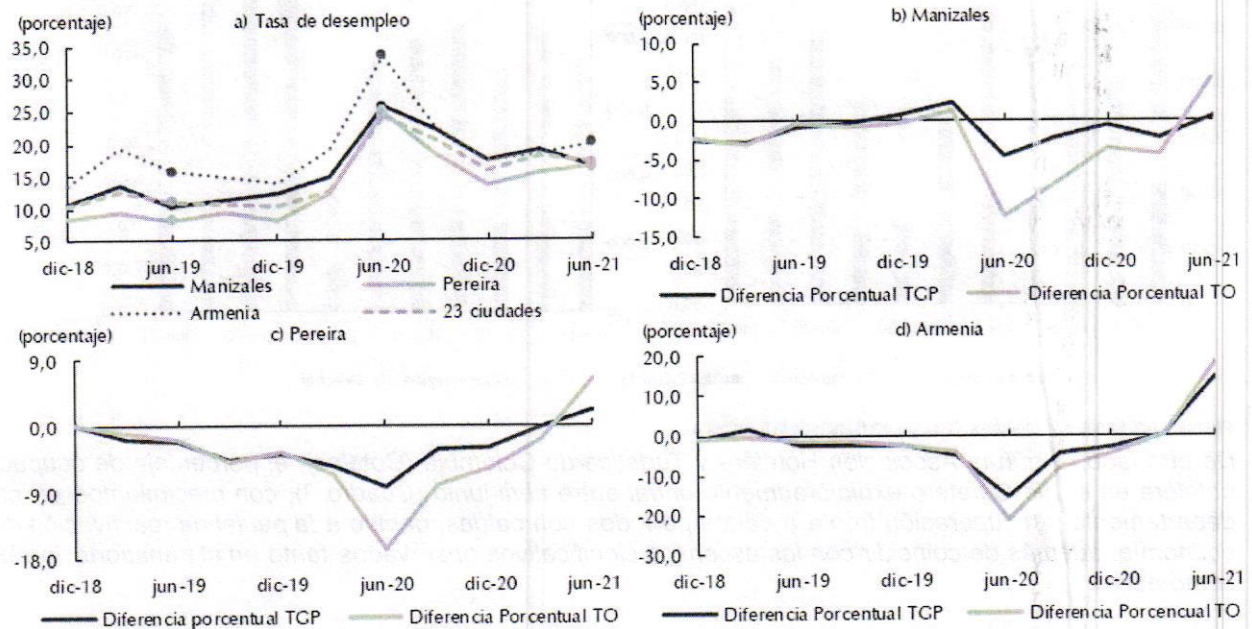 (porcentaje) a) Tasa de desempleo
35,0
30,0
25,0
20,0
15,0
10,0
5,0
dic-18 jun-19 dic-19 jun-20 dic-20 jun-21
Manizales Pereira
Armenia 23 ciudades
(porcentaje) b) Manizales
10,0
5,0
0,0
-5,0
-10,0
-15,0
dic-18 jun-19 dic-19 jun-20 dic-20 jun-21
Diferencia Porcentual TGP Diferencia Porcentual TO
(porcentaje) c) Pereira
9,0
0,0
-9,0
-18,0
dic-18 jun-19 dic-19 jun-20 dic-20 jun-21
Diferencia porcentual TGP Diferencia Porcentual TO
(porcentaje) d) Armenia
20,0
10,0
0,0
-10,0
-20,0
-30,0
dic-18 jun-19 dic-19 jun-20 dic-20 jun-21
Diferencia Porcentual TGP Diferencia Porcencual TO